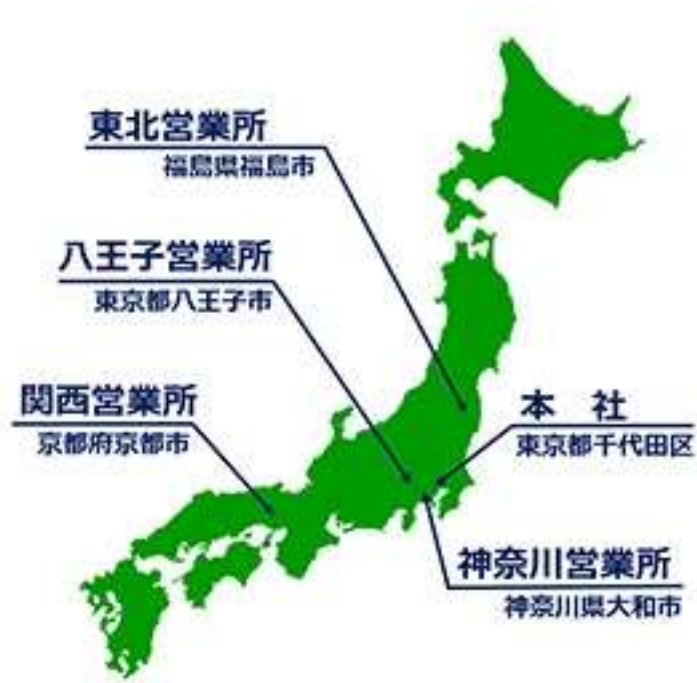 東北営業所
福島県福島市
八王子営業所
東京都八王子市
関西営業所
京都府京都市
本　社
東京都千代田区
神奈川営業所
神奈川県大和市